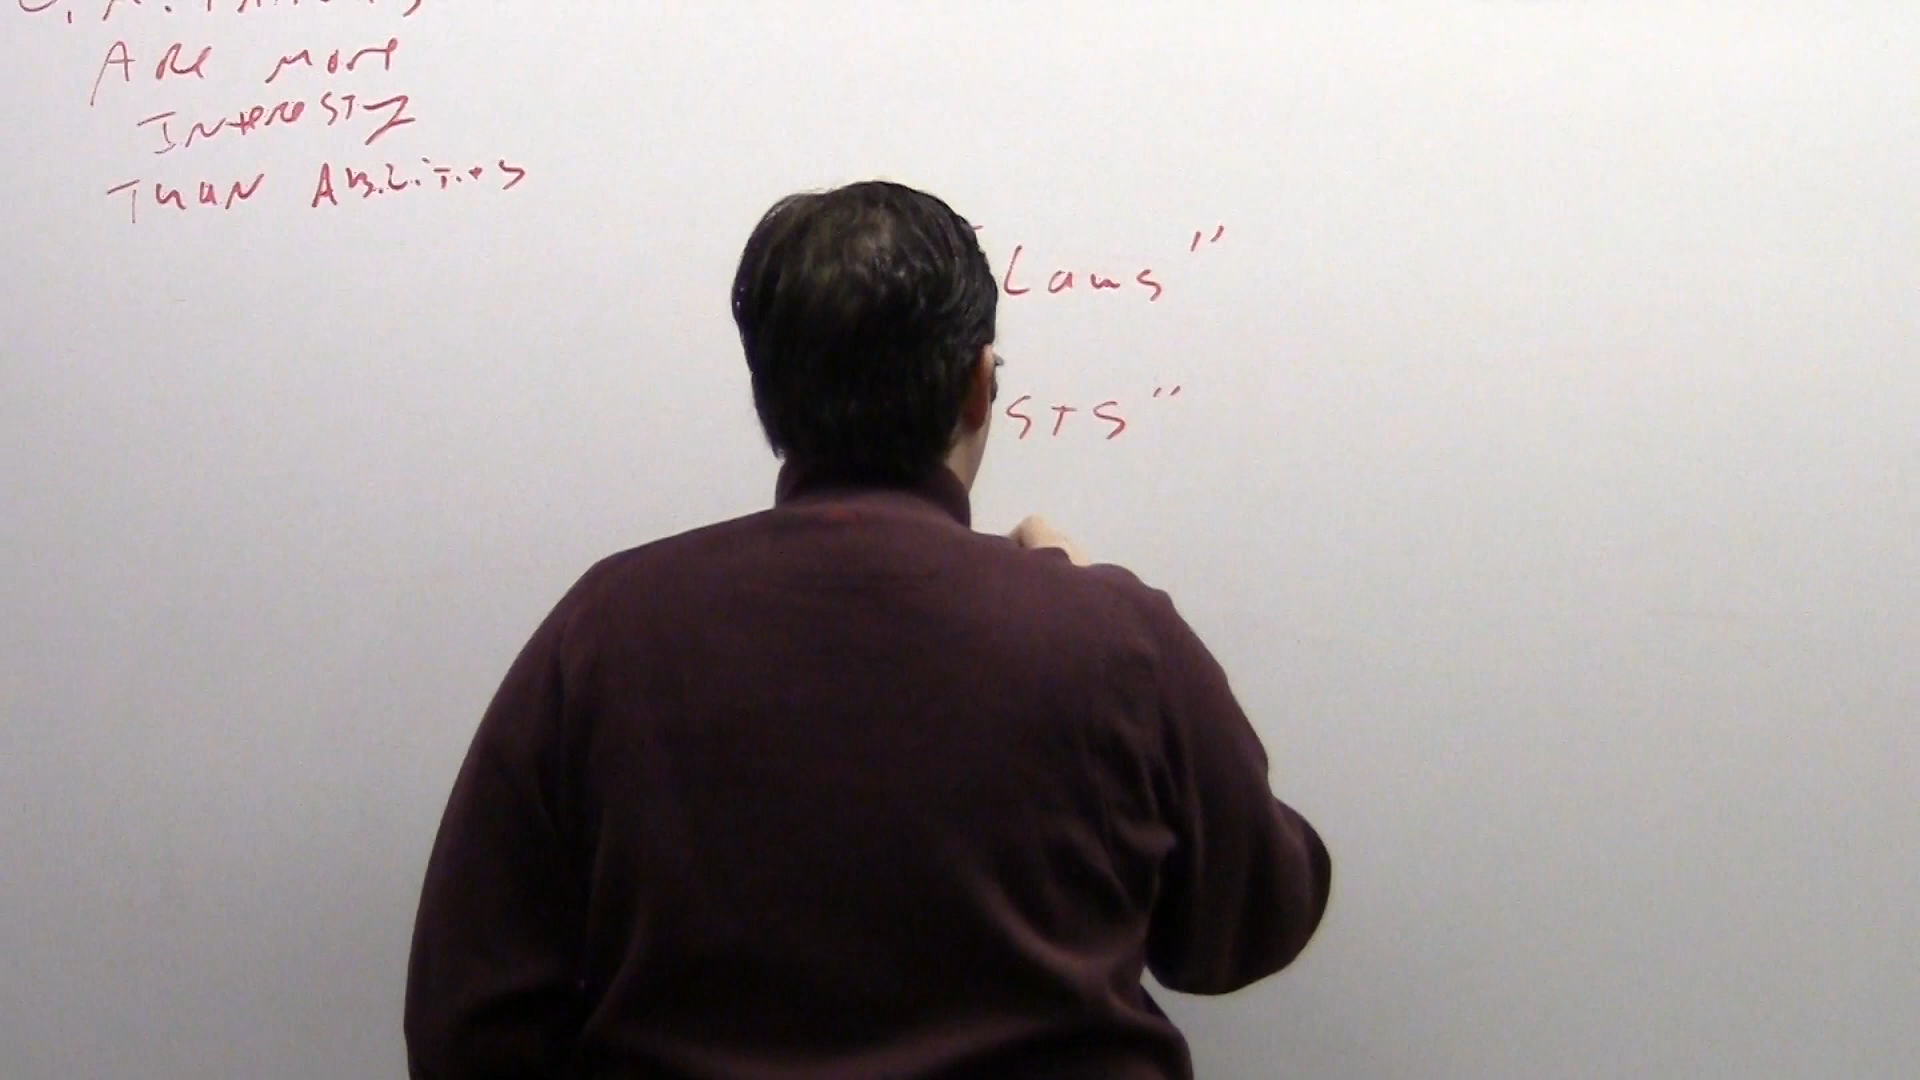 ARE MORE
INTERESTZ
THAN ABILITIES
Laws"
STS"